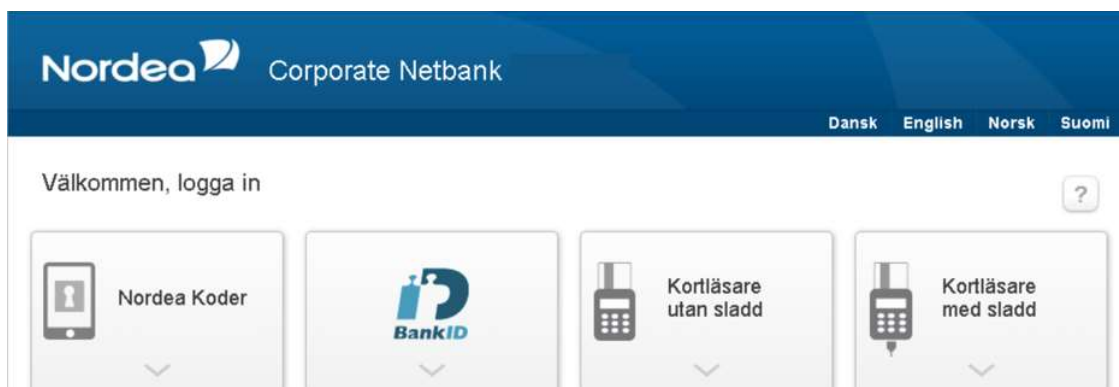 Nordea Corporate Netbank
Dansk English Norsk Suomi
Välkommen, logga in
?
Nordea Koder
BankID
Kortläsare
utan sladd
Kortläsare
med sladd